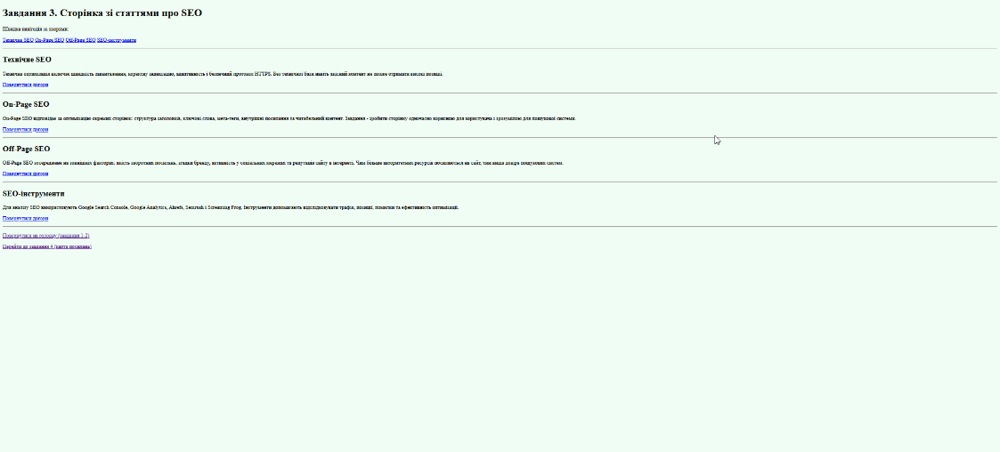 Завдання 3. Сторінка зі статтями про SEO
Швидка навігація за якорями:
Технічне SEO On-Page SEO Off-Page SEO SEO-інструменти
Технічне SEO
Технічна оптимізація включає швидкість завантаження, коректну індексацію, адаптивність і безпечний протокол HTTPS. Без технічної бази навіть якісний контент не зможе отримати високі позиції.
Повернутися догори
On-Page SEO
On-Page SEO відповідає за оптимізацію окремих сторінок: структура заголовків, ключові слова, мета-теги, внутрішні посилання та читабельний контент. Завдання - зробити сторінку одночасно корисною для користувача і зрозумілою для пошукової системи.
Повернутися догори
Off-Page SEO
Off-Page SEO зосереджене на зовнішніх факторах: якість зворотних посилань, згадки бренду, активність у соціальних мережах та репутація сайту в інтернеті. Чим більше авторитетних ресурсів посилаються на сайт, тим вища довіра пошукових систем.
Повернутися догори
SEO-інструменти
Для аналізу SEO використовують Google Search Console, Google Analytics, Ahrefs, Semrush і Screaming Frog. Інструменти допомагають відслідковувати трафік, позиції, помилки та ефективність оптимізації.
Повернутися догори
Повернутися на головну (завдання 1-2)
Перейти до завдання 4 (карта посилань)